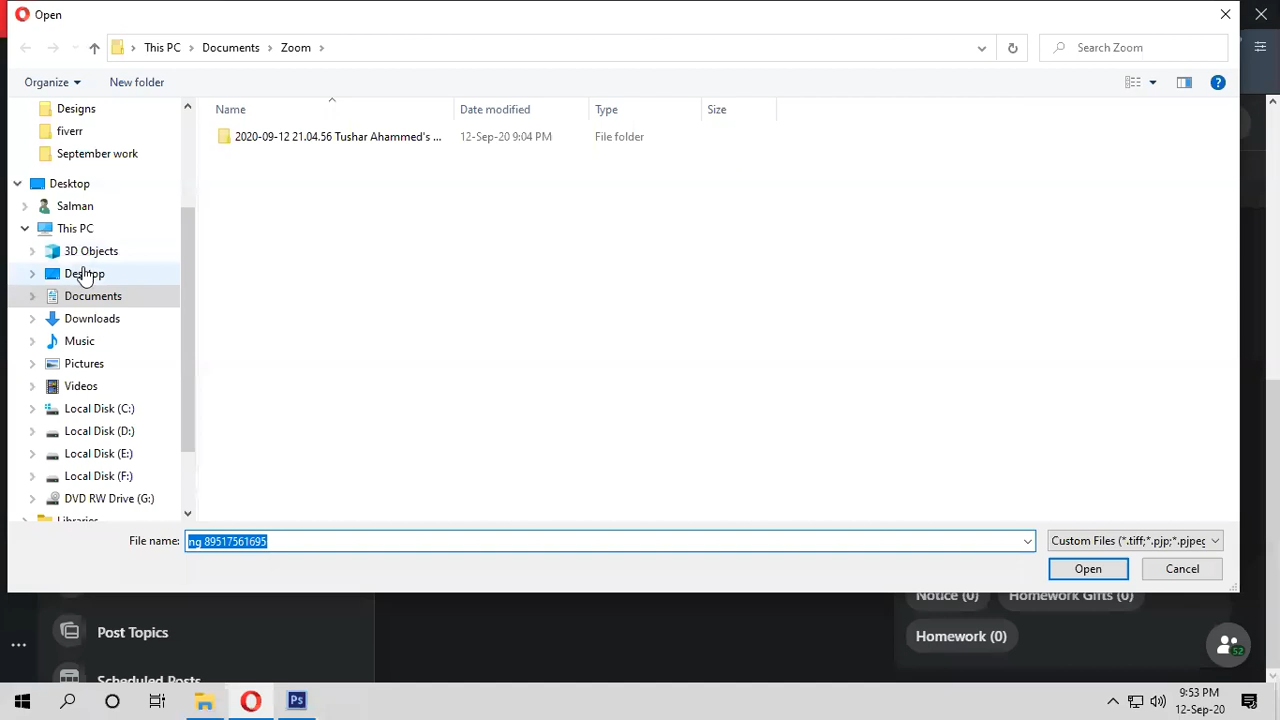 Open
This PC
Documents
Zoom
Search Zoom
Organize
New folder
Designs
fiverr
September work
Desktop
Salman
This PC
3D Objects
Desktop
Documents
Downloads
Music
Pictures
Videos
Local Disk (C:)
Local Disk (D:)
Local Disk (E:)
Local Disk (F:)
DVD RW Drive (G:)
Libraries
Name
Date modified
Type
Size
2020-09-12 21.04.56 Tushar Ahammed's ...
12-Sep-20 9:04 PM
File folder
File name:
ng 89517561695
Custom Files (*.tiff;*.pjp;*.pjpeg
Open
Cancel
Notice (0)
Homework Gifts (0)
Homework (0)
Post Topics
Scheduled Posts
52
Ps
9:53 PM
12-Sep-20